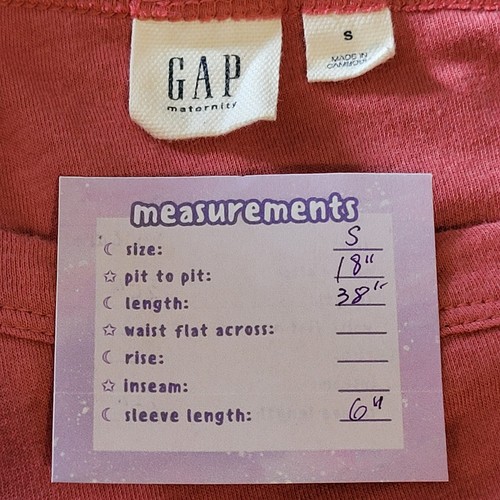 GAP
maternity
S
MADE IN
CAMBODIA
measurements
size: S
pit to pit: 18"
length: 38"
waist flat across:
rise:
inseam:
sleeve length: 6"